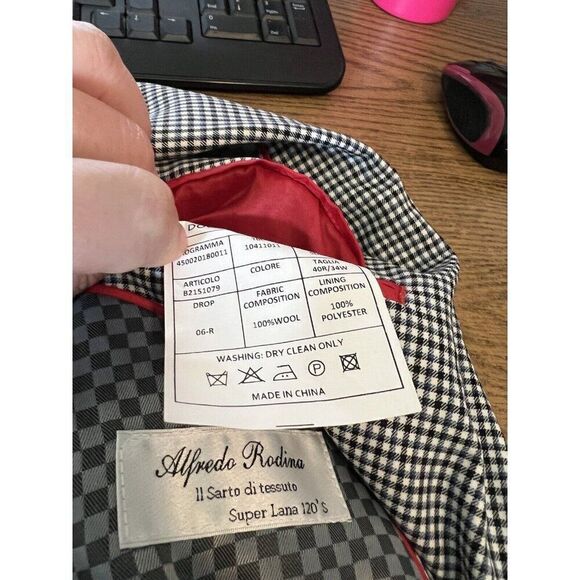 450020180011
10411011
TAGLIA
40R/34W
ARTICOLO
B2151079
COLORE
LINING
COMPOSITION
DROP
FABRIC
COMPOSITION
100%
POLYESTER
06-R
100%WOOL
WASHING: DRY CLEAN ONLY
P
MADE IN CHINA
Alfredo Rodina
Il Sarto di tessuto
Super Lana 120'S